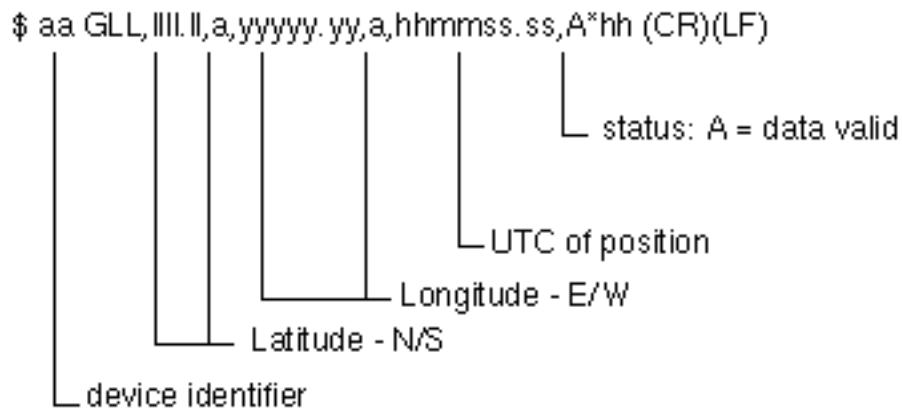 $ aa GLL,llll.ll,a,yyyyy.yy,a,hhmmss.ss,A*hh (CR)(LF)
status: A = data valid
UTC of position
Longitude - E/W
Latitude - N/S
device identifier